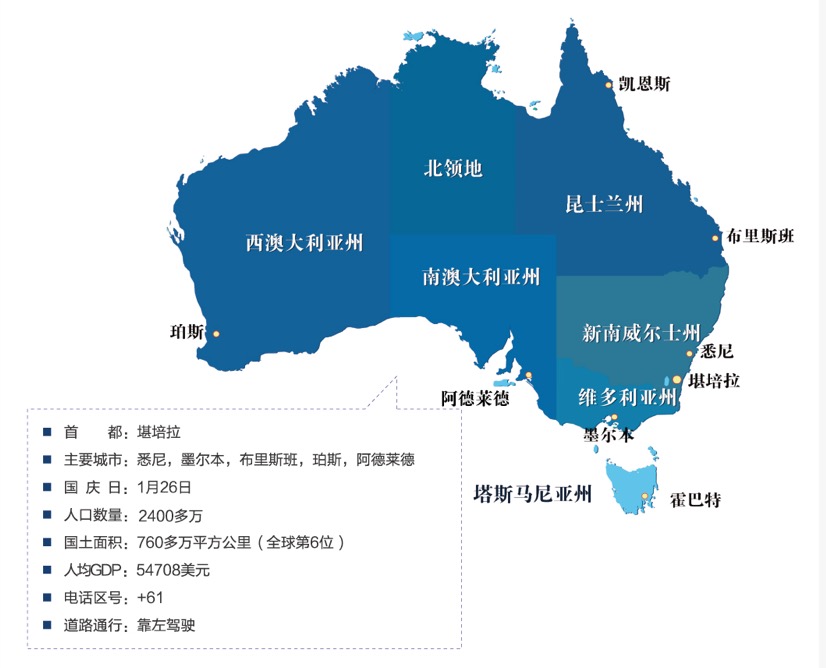 凯恩斯
北领地
昆士兰州
布里斯班
西澳大利亚州
南澳大利亚州
珀斯
新南威尔士州
悉尼
堪培拉
阿德莱德
维多利亚州
墨尔本
塔斯马尼亚州
霍巴特
首 都：堪培拉
主要城市：悉尼，墨尔本，布里斯班，珀斯，阿德莱德
国 庆 日：1月26日
人口数量：2400多万
国土面积：760多万平方公里（全球第6位）
人均GDP：54708美元
电话区号：+61
道路通行：靠左驾驶